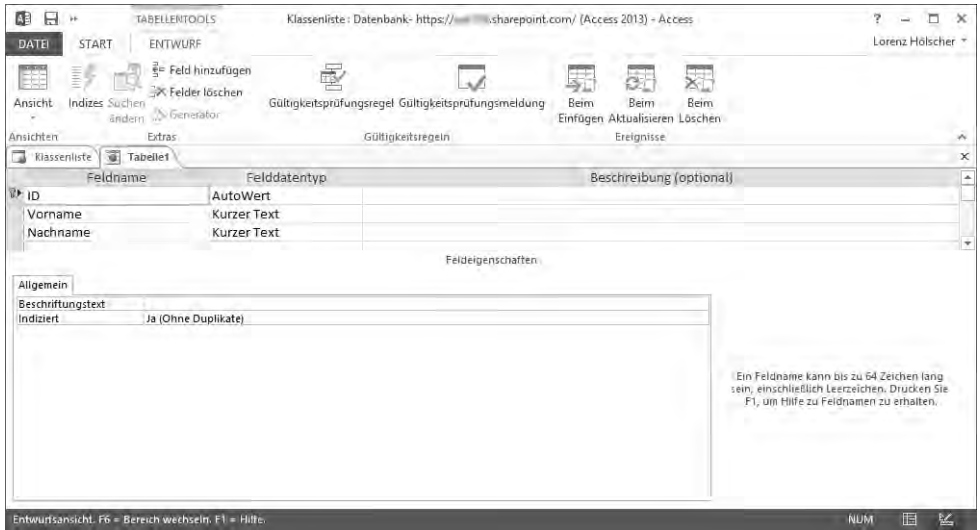 TABELLENTOOLS
Klassenliste: Datenbank- https:// .sharepoint.com/ (Access 2013) - Access
?
DATEI START ENTWURF
Lorenz Hölscher
Ansicht
Indizes
Suchen ändern
Feld hinzufügen
Felder löschen
Generator
Gültigkeitsprüfungsregel Gültigkeitsprüfungsmeldung
Beim Einfügen
Beim Aktualisieren
Beim Löschen
Ansichten Extras Gültigkeitsregeln Ereignisse
Klassenliste Tabelle1
Feldname Felddatentyp Beschreibung (optional)
ID AutoWert
Vorname Kurzer Text
Nachname Kurzer Text
Feldeigenschaften
Allgemein
Beschriftungstext
Indiziert Ja (Ohne Duplikate)
Ein Feldname kann bis zu 64 Zeichen lang
sein, einschließlich Leerzeichen. Drücken Sie
F1, um Hilfe zu Feldnamen zu erhalten.
Entwurfsansicht. F6 = Bereich wechseln. F1 = Hilfe.
NUM